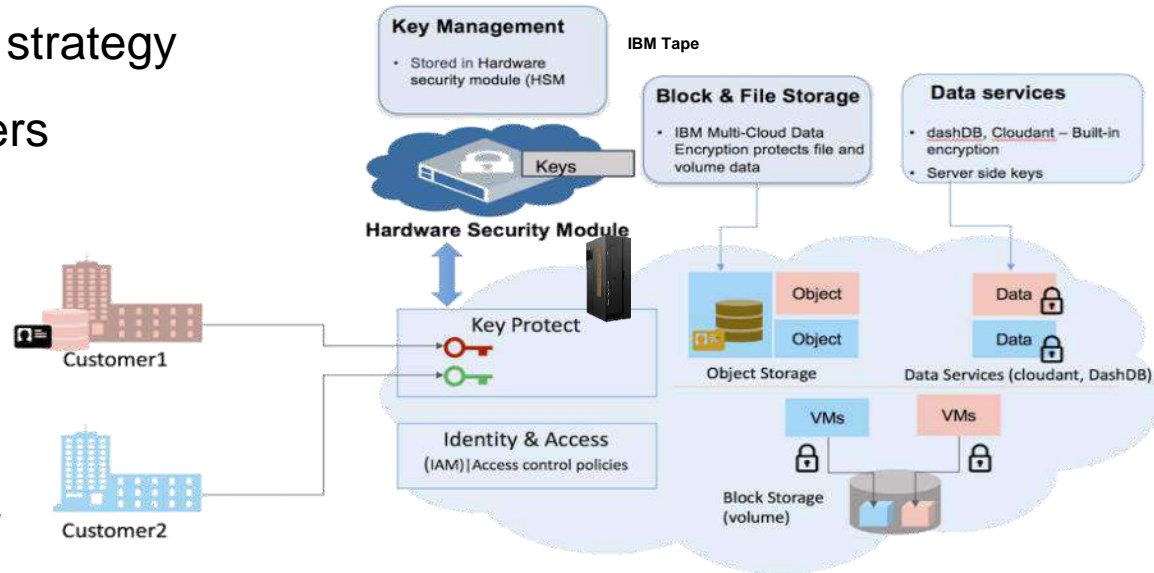 strategy
ers
Key Management
• Stored in Hardware
security module (HSM
IBM Tape
Block & File Storage
• IBM Multi-Cloud Data
Encryption protects file and
volume data
Data services
• dashDB, Cloudant – Built-in
encryption
• Server side keys
Keys
Hardware Security Module
Key Protect
Identity & Access
(IAM)|Access control policies
Customer1
Customer2
Object
Object
Object Storage
Data
Data
Data Services (cloudant, DashDB)
VMs
VMs
Block Storage
(volume)